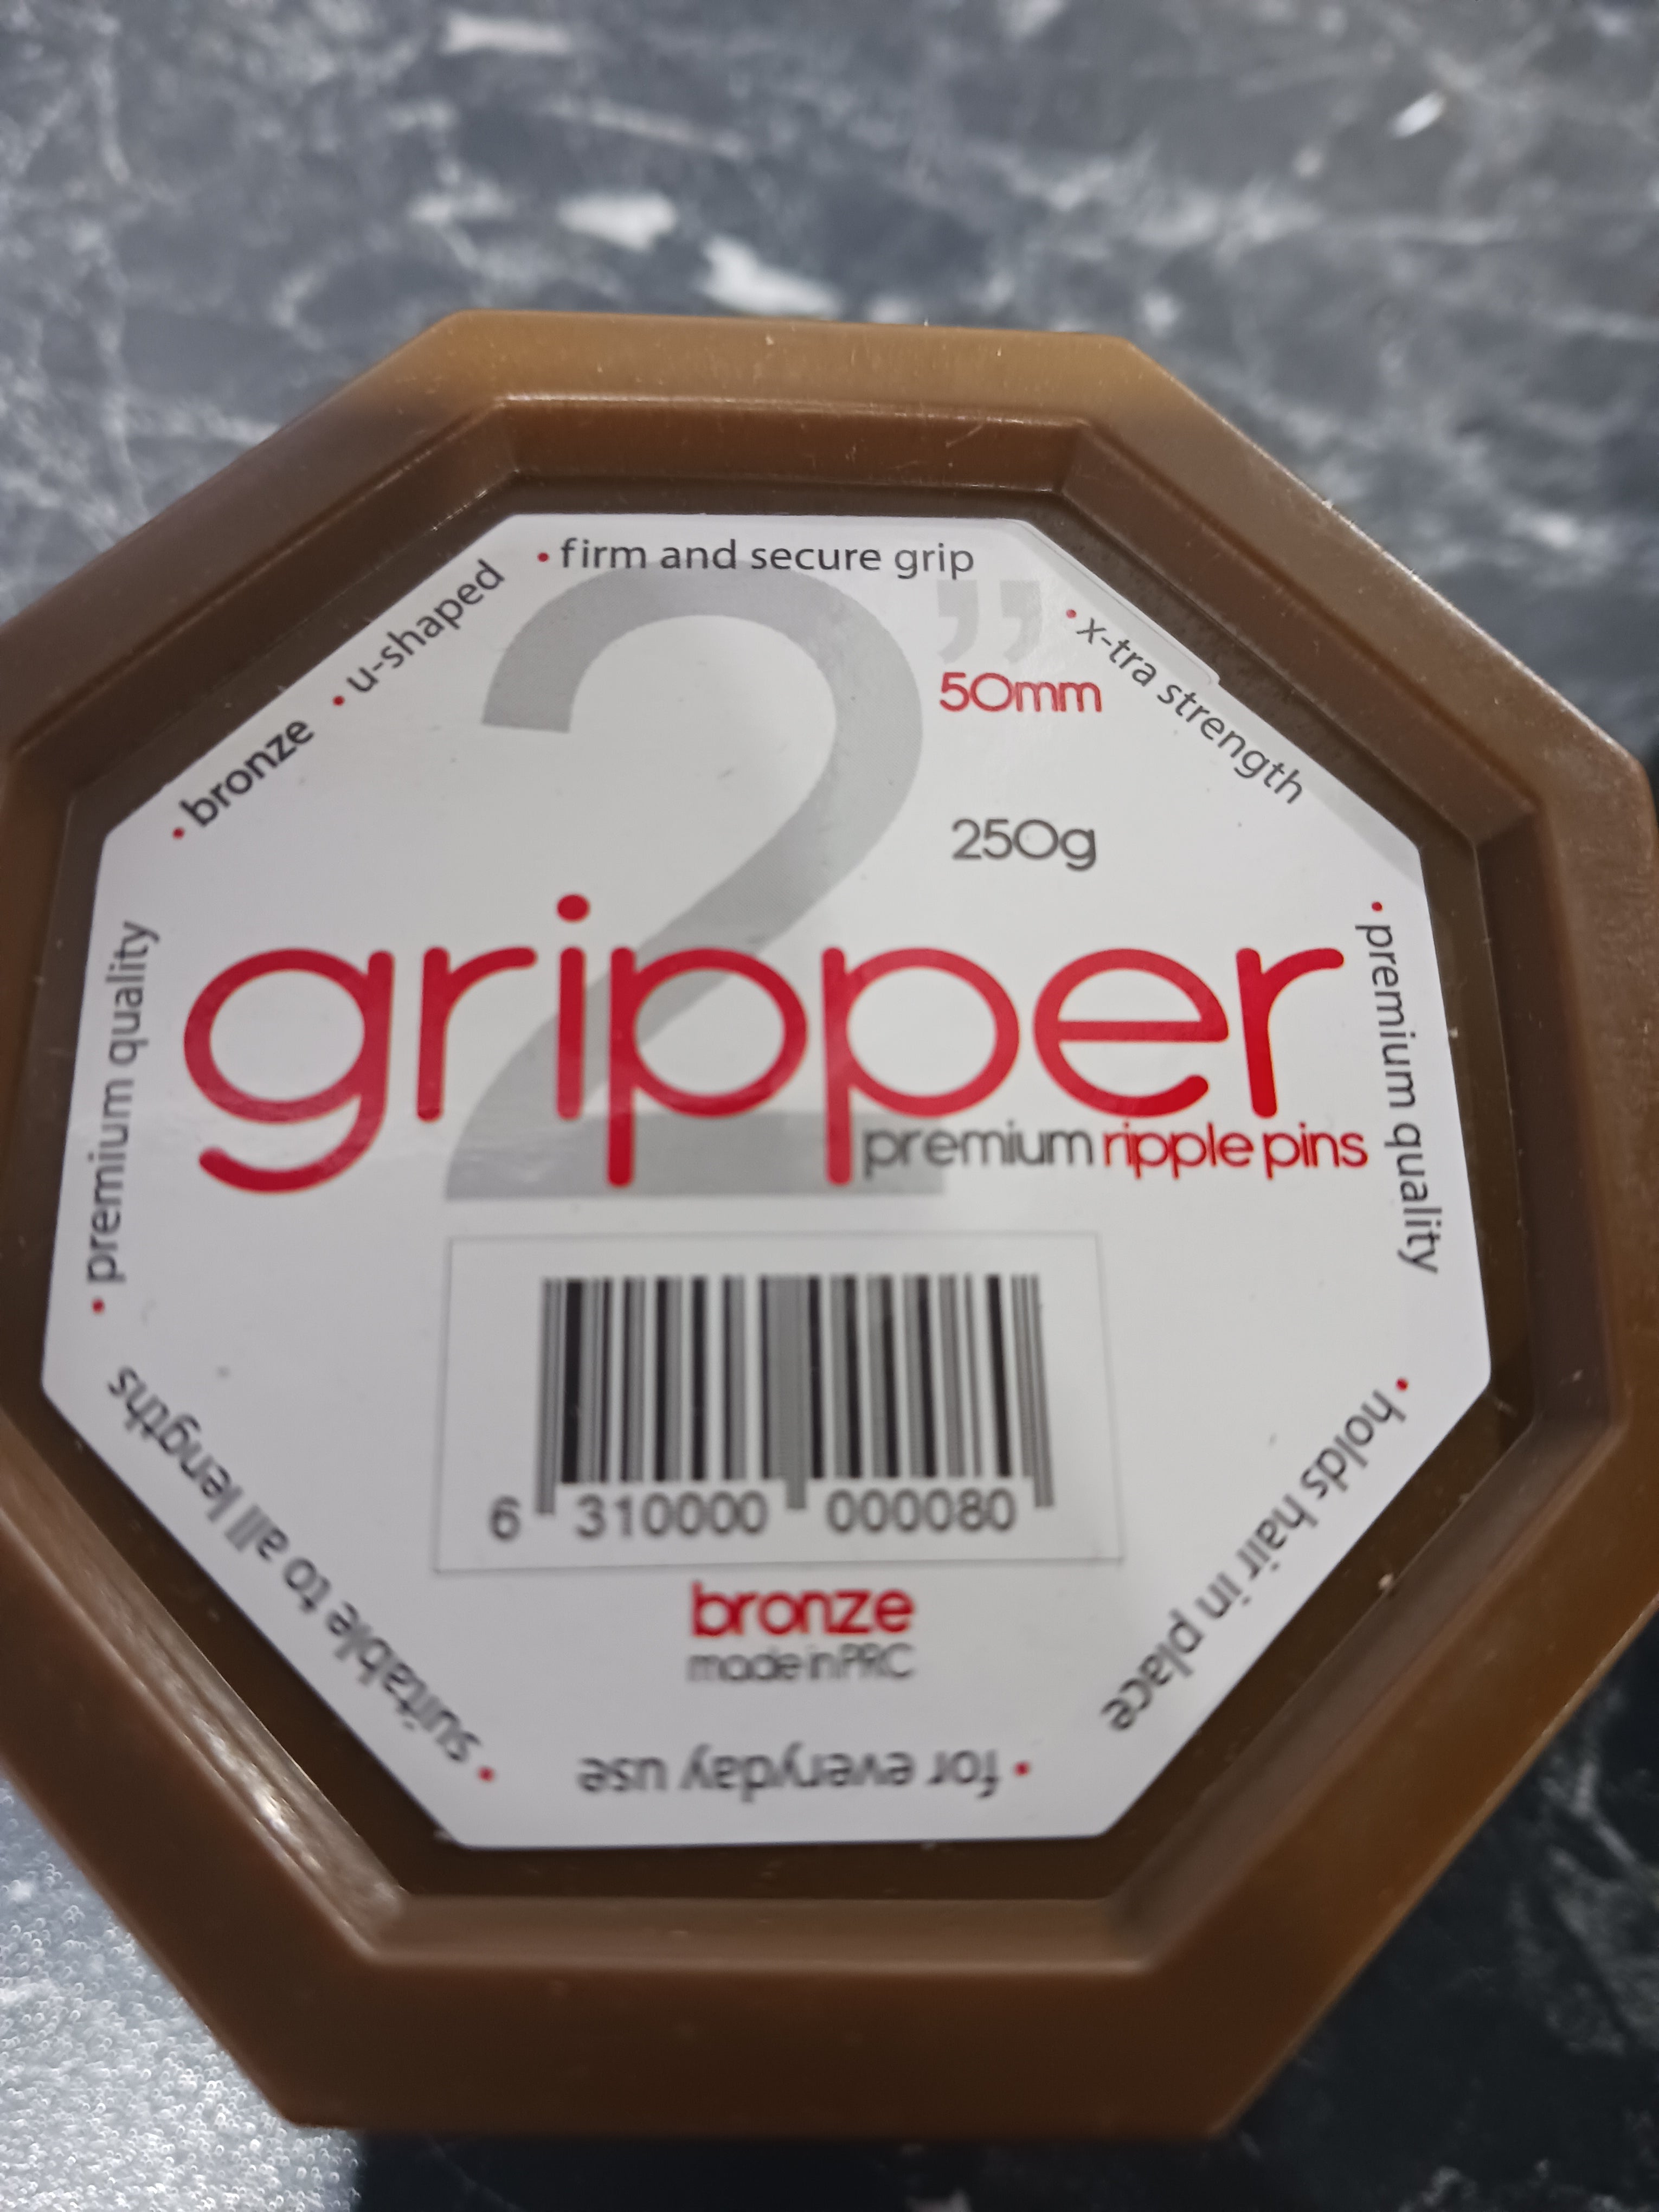 • bronze • u-shaped
• firm and secure grip
• x-tra strength
2”
50mm
250g
gripper
premium ripple pins
• premium quality
• premium quality
6 310000 000080
bronze
made in PRC
• holds hair in place
• for everyday use
• suitable to all lengths